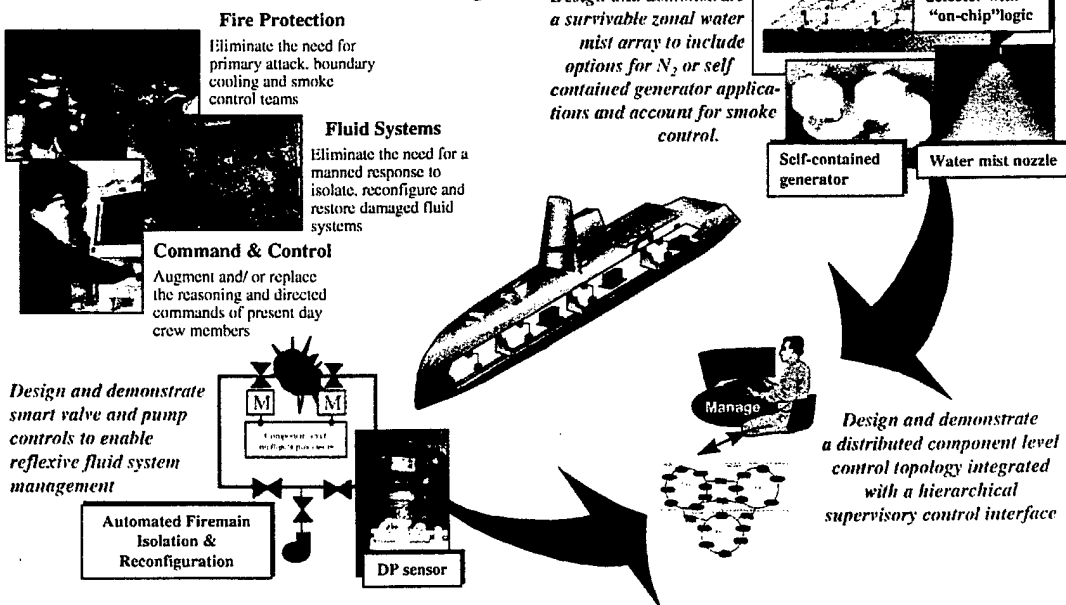 Fire Protection
Eliminate the need for
primary attack, boundary
cooling and smoke
control teams
Fluid Systems
Eliminate the need for a
manned response to
isolate, reconfigure and
restore damaged fluid
systems
Command & Control
Augment and/ or replace
the reasoning and directed
commands of present day
crew members
a survivable zonal water
mist array to include
options for N₂ or self
contained generator applica-
tions and account for smoke
control.
"on-chip"logic
Self-contained
generator
Water mist nozzle
Design and demonstrate
smart valve and pump
controls to enable
reflexive fluid system
management
M
M
Automated Firemain
Isolation &
Reconfiguration
DP sensor
Manage
Design and demonstrate
a distributed component level
control topology integrated
with a hierarchical
supervisory control interface